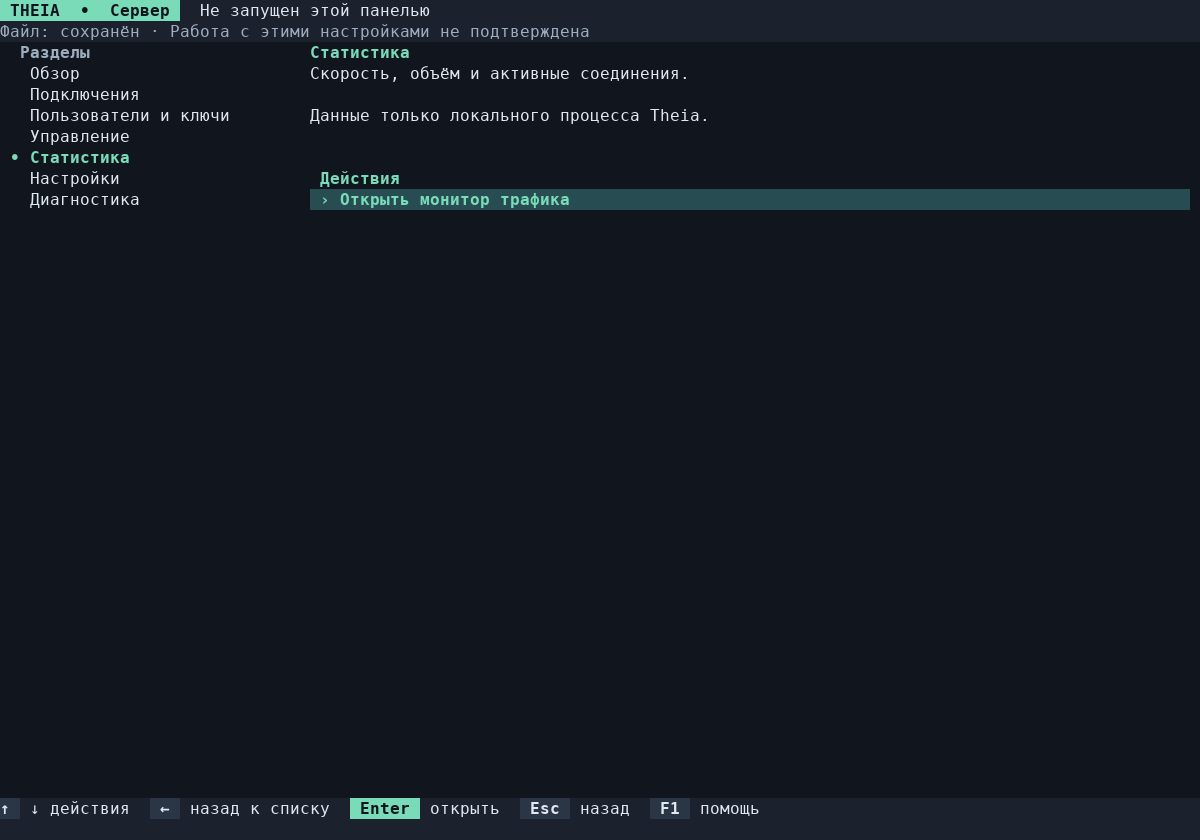 THEIA • Сервер Не запущен этой панелью
Файл: сохранён · Работа с этими настройками не подтверждена
Разделы
Обзор
Подключения
Пользователи и ключи
Управление
• Статистика
Настройки
Диагностика
Статистика
Скорость, объём и активные соединения.
Данные только локального процесса Theia.
Действия
› Открыть монитор трафика
↑ ↓ действия ← назад к списку Enter открыть Esc назад F1 помощь